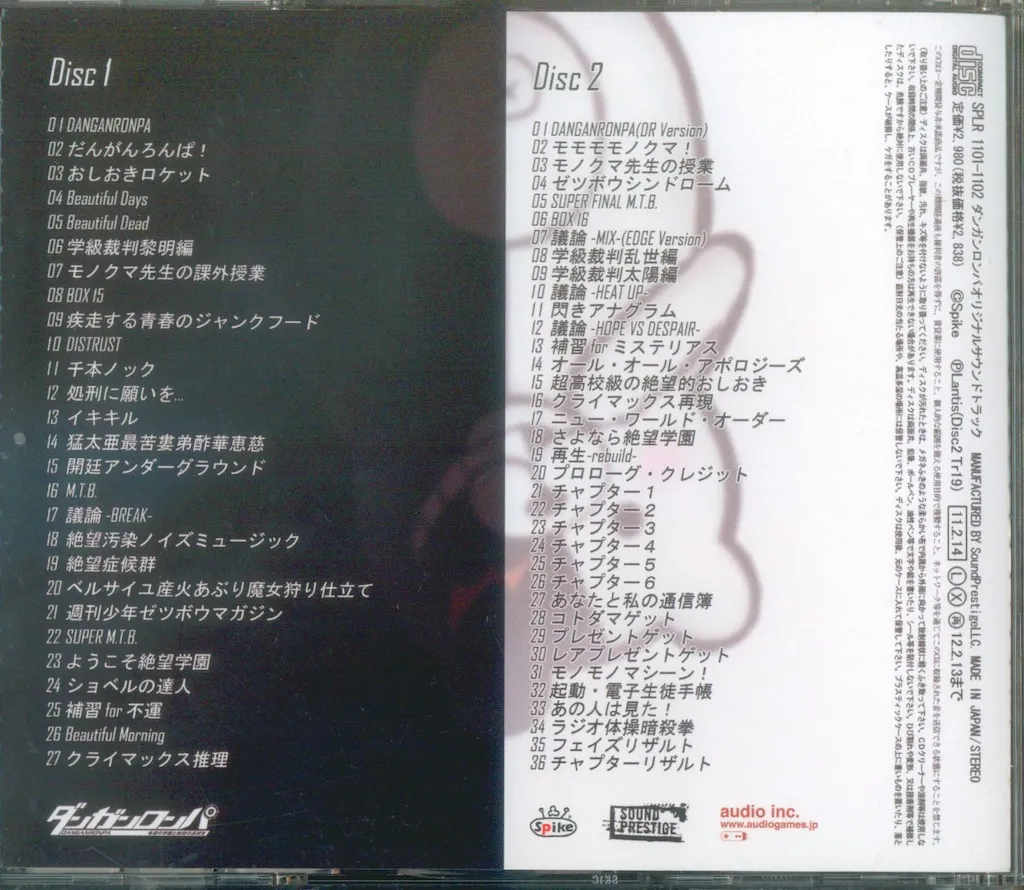 Disc 1
01 DANGANRONPA
02 だんがんろんぱ！
03 おしおきロケット
04 Beautiful Days
05 Beautiful Dead
06 学級裁判黎明編
07 モノクマ先生の課外授業
08 BOX 15
09 疾走する青春のジャンクフード
10 DISTRUST
11 千本ノック
12 処刑に願いを...
13 イキキル
14 猛太亜最苦婁弟酢華恵慈
15 開廷アンダーグラウンド
16 M.T.B.
17 議論 -BREAK-
18 絶望汚染ノイズミュージック
19 絶望症候群
20 ベルサイユ産火あぶり魔女狩り仕立て
21 週刊少年ゼツボウマガジン
22 SUPER M.T.B.
23 ようこそ絶望学園
24 ショベルの達人
25 補習 for 不運
26 Beautiful Morning
27 クライマックス推理
ダンガンロンパ
DANGANRONPA
Disc 2
01 DANGANRONPA(DR Version)
02 モモモモノクマ！
03 モノクマ先生の授業
04 ゼツボウシンドローム
05 SUPER FINAL M.T.B.
06 BOX 16
07 議論 -MIX-(EDGE Version)
08 学級裁判乱世編
09 学級裁判太陽編
10 議論 -HEAT UP-
11 閃きアナグラム
12 議論 -HOPE VS DESPAIR-
13 補習 for ミステリアス
14 オール・オール・アポロジーズ
15 超高校級の絶望的おしおき
16 クライマックス再現
17 ニュー・ワールド・オーダー
18 さよなら絶望学園
19 再生-rebuild-
20 プロローグ・クレジット
21 チャプター1
22 チャプター2
23 チャプター3
24 チャプター4
25 チャプター5
26 チャプター6
27 あなたと私の通信簿
28 コトダマゲット
29 プレゼントゲット
30 レアプレゼントゲット
31 モノモノマシーン！
32 起動・電子生徒手帳
33 あの人は見た！
34 ラジオ体操暗殺拳
35 フェイズリザルト
36 チャプターリザルト
Spike
SOUND
PRESTIGE
audio inc.
www.audiogames.jp
COMPACT
disc
DIGITAL AUDIO
SPLR 1101-1102 ダンガンロンパオリジナルサウンドトラック MANUFACTURED BY SoundPrestigeLLC. MADE IN JAPAN/STEREO
定価¥2,980(税抜価格¥2,838) ©Spike ℗Lantis(Disc2 Tr19) 11.2.14 Ⓛ Ⓧ ㊢12.2.13まで